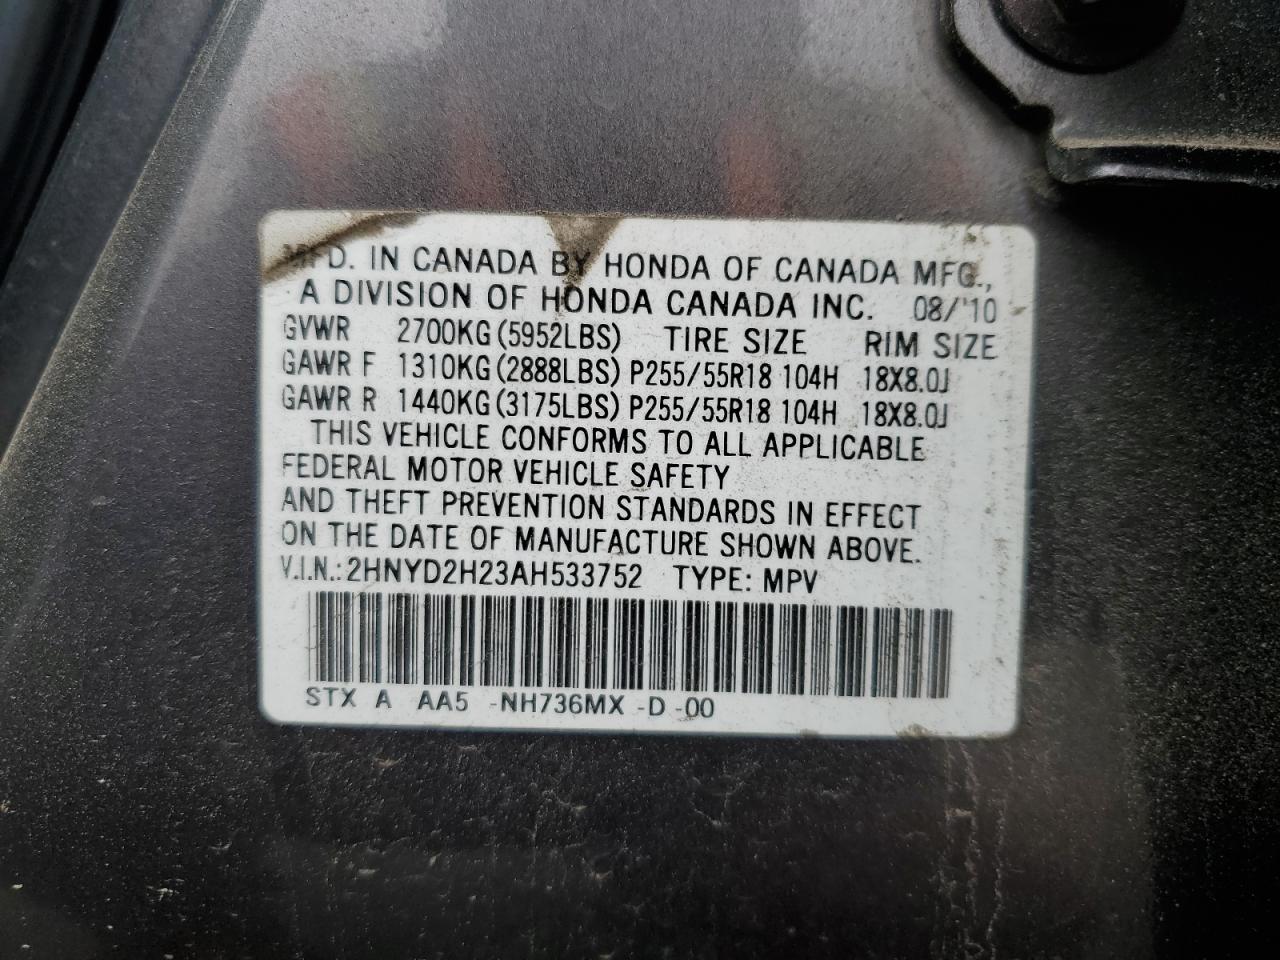 MFD. IN CANADA BY HONDA OF CANADA MFG.,
A DIVISION OF HONDA CANADA INC. 08/'10
GVWR 2700KG (5952LBS) TIRE SIZE RIM SIZE
GAWR F 1310KG (2888LBS) P255/55R18 104H 18X8.0J
GAWR R 1440KG (3175LBS) P255/55R18 104H 18X8.0J
THIS VEHICLE CONFORMS TO ALL APPLICABLE
FEDERAL MOTOR VEHICLE SAFETY
AND THEFT PREVENTION STANDARDS IN EFFECT
ON THE DATE OF MANUFACTURE SHOWN ABOVE.
V.I.N.: 2HNYD2H23AH533752 TYPE: MPV
STX A AA5 -NH736MX -D -00